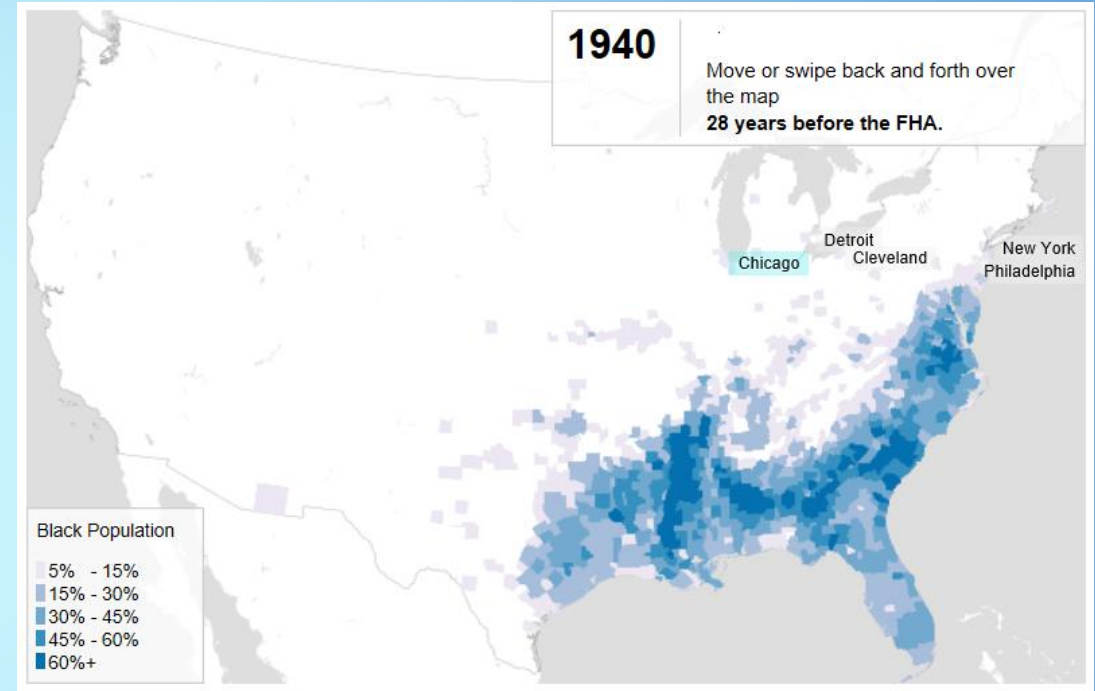 1940
.
Move or swipe back and forth over
the map
28 years before the FHA.
Detroit
Cleveland
Chicago
New York
Philadelphia
Black Population
5% - 15%
15% - 30%
30% - 45%
45% - 60%
60%+